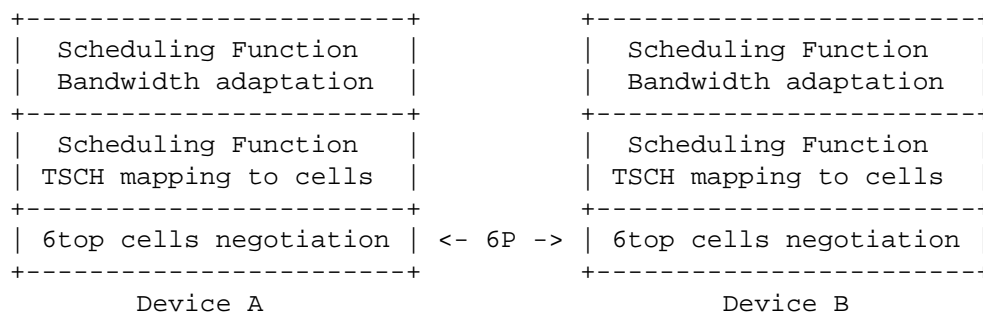 +------------------------+          +------------------------
|  Scheduling Function   |          |  Scheduling Function   |
|  Bandwidth adaptation  |          |  Bandwidth adaptation  |
+------------------------+          +------------------------
|  Scheduling Function   |          |  Scheduling Function   |
| TSCH mapping to cells  |          | TSCH mapping to cells  |
+------------------------+          +------------------------
| 6top cells negotiation | <- 6P -> | 6top cells negotiation |
+------------------------+          +------------------------
        Device A                             Device B